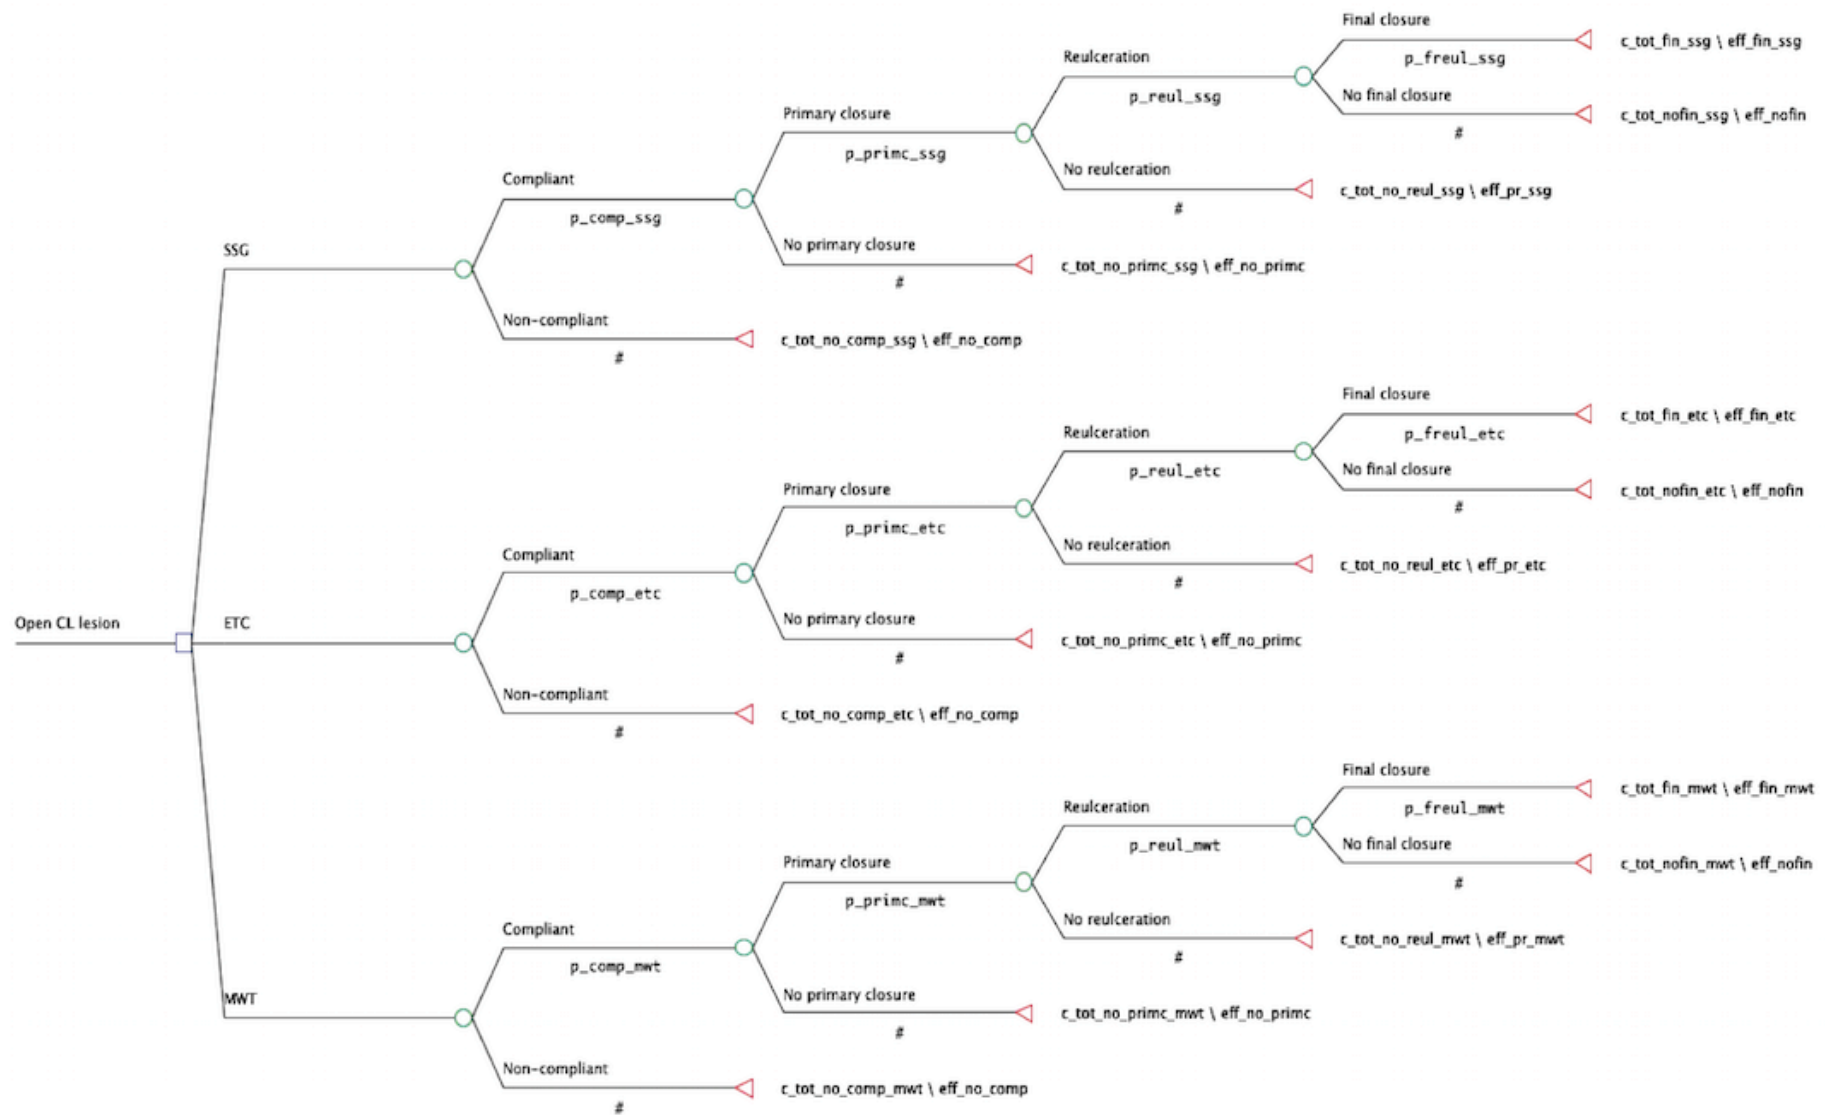 Final closure
c_tot_fin_ssg \ eff_fin_ssg
p_freul_ssg
Reulceration
p_reul_ssg
No final closure
c_tot_nofin_ssg \ eff_nofin
#
Primary closure
p_primc_ssg
No reulceration
c_tot_no_reul_ssg \ eff_pr_ssg
#
Compliant
p_comp_ssg
No primary closure
c_tot_no_primc_ssg \ eff_no_primc
#
SSG
Non-compliant
c_tot_no_comp_ssg \ eff_no_comp
#
Final closure
c_tot_fin_etc \ eff_fin_etc
p_freul_etc
Reulceration
p_reul_etc
No final closure
c_tot_nofin_etc \ eff_nofin
#
Primary closure
p_primc_etc
No reulceration
c_tot_no_reul_etc \ eff_pr_etc
#
Compliant
p_comp_etc
No primary closure
c_tot_no_primc_etc \ eff_no_primc
#
Open CL lesion
ETC
Non-compliant
c_tot_no_comp_etc \ eff_no_comp
#
Final closure
c_tot_fin_mwt \ eff_fin_mwt
p_freul_mwt
Reulceration
p_reul_mwt
No final closure
c_tot_nofin_mwt \ eff_nofin
#
Primary closure
p_primc_mwt
No reulceration
c_tot_no_reul_mwt \ eff_pr_mwt
#
Compliant
p_comp_mwt
No primary closure
c_tot_no_primc_mwt \ eff_no_primc
#
MWT
Non-compliant
c_tot_no_comp_mwt \ eff_no_comp
#